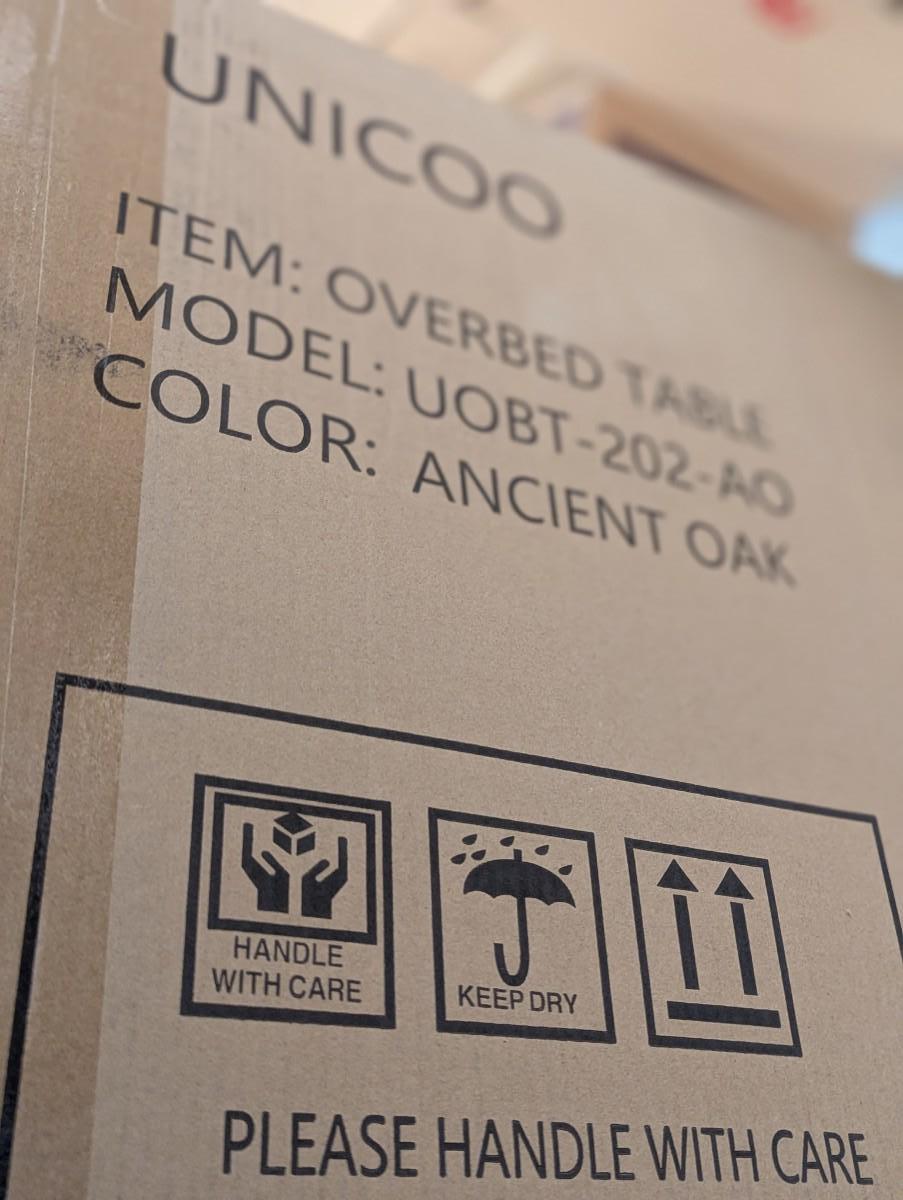 UNICOO
ITEM: OVERBED TABLE
MODEL: UOBT-202-AO
COLOR: ANCIENT OAK
HANDLE
WITH CARE
KEEP DRY
PLEASE HANDLE WITH CARE